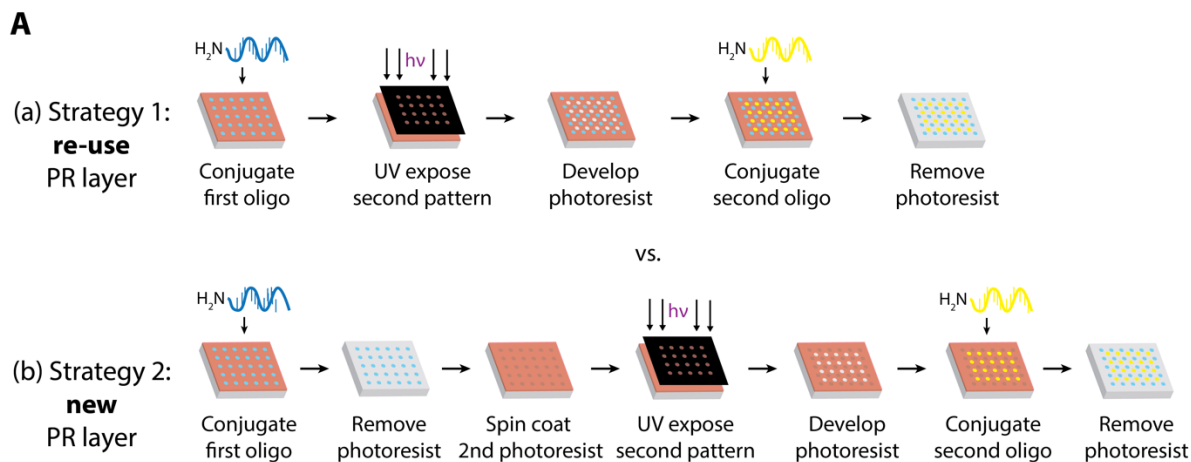 A
H₂N
hν
H₂N
(a) Strategy 1:
re-use
PR layer
Conjugate
first oligo
UV expose
second pattern
Develop
photoresist
Conjugate
second oligo
Remove
photoresist
vs.
H₂N
hν
H₂N
(b) Strategy 2:
new
PR layer
Conjugate
first oligo
Remove
photoresist
Spin coat
2nd photoresist
UV expose
second pattern
Develop
photoresist
Conjugate
second oligo
Remove
photoresist